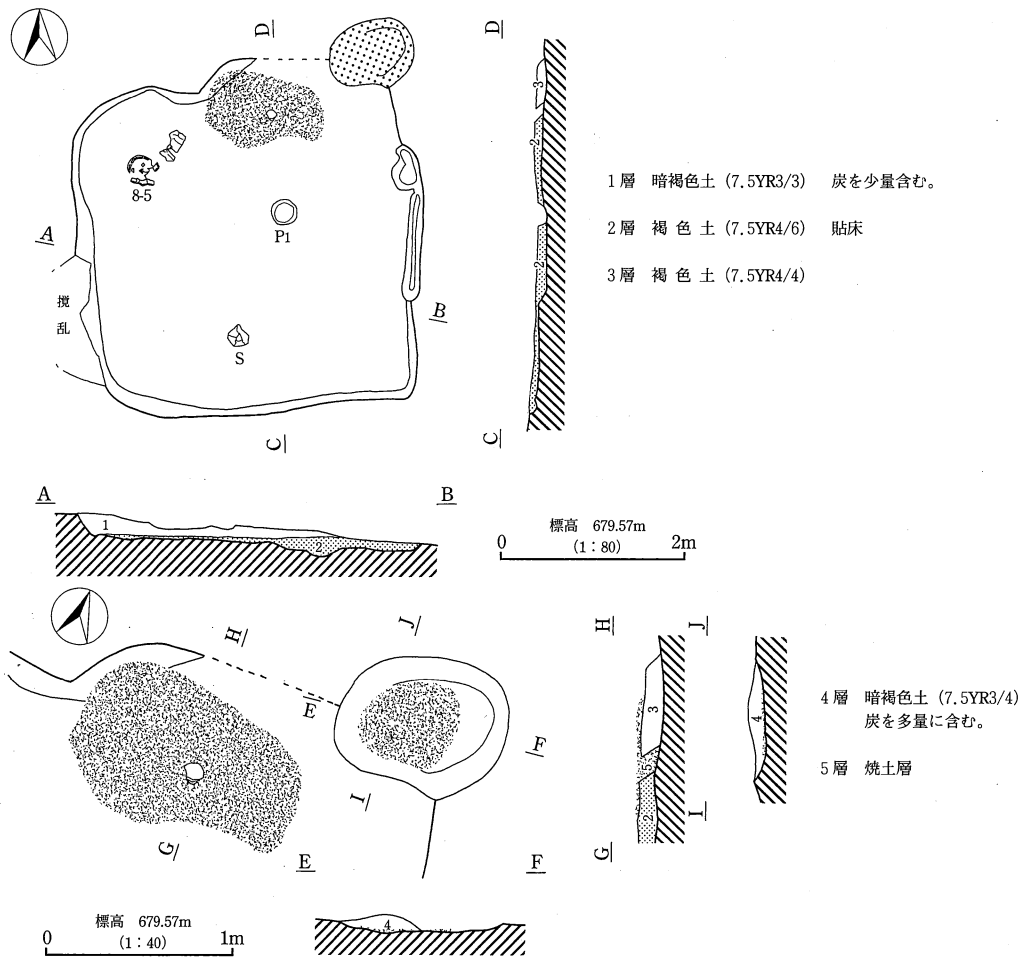 D
D
3
2
8-5
P1
1層 暗褐色土 (7.5YR3/3) 炭を少量含む。
2層 褐色土 (7.5YR4/6) 貼床
3層 褐色土 (7.5YR4/4)
A
2
撹
乱
B
S
C
C
A
B
1
2
標高 679.57m
(1:80)
0
2m
H
J
H
J
E
3
4
4層 暗褐色土 (7.5YR3/4)
炭を多量に含む。
F
5
5層 焼土層
I
I
2
G
G
E
F
標高 679.57m
(1:40)
0
1m
4